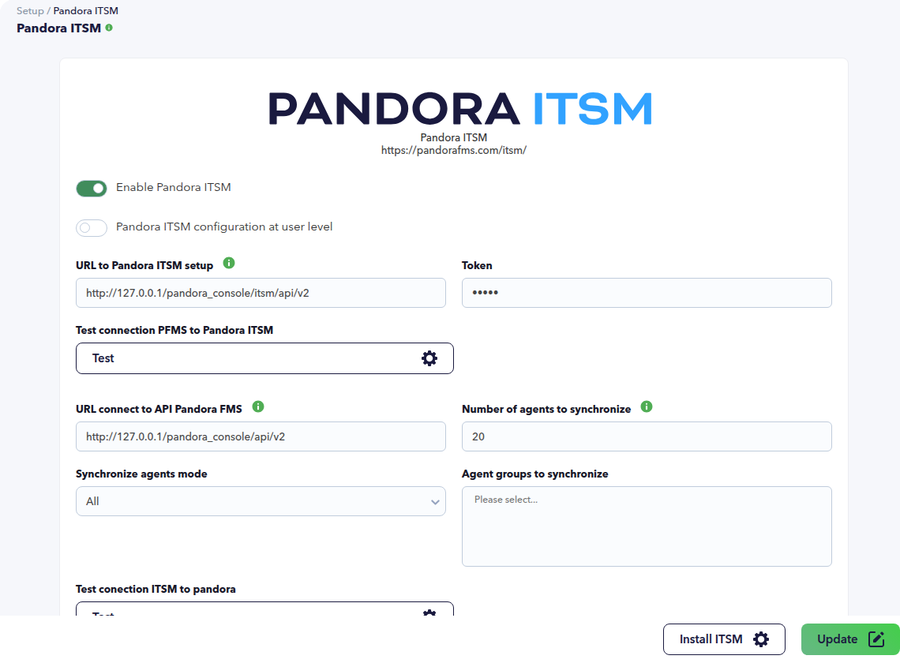 Setup / Pandora ITSM
Pandora ITSM
PANDORA ITSM
Pandora ITSM
https://pandorafms.com/itsm/
Enable Pandora ITSM
Pandora ITSM configuration at user level
URL to Pandora ITSM setup
Token
http://127.0.0.1/pandora_console/itsm/api/v2
•••••
Test connection PFMS to Pandora ITSM
Test
URL connect to API Pandora FMS
Number of agents to synchronize
http://127.0.0.1/pandora_console/api/v2
20
Synchronize agents mode
Agent groups to synchronize
All
Please select...
Test conection ITSM to pandora
Test
Install ITSM
Update